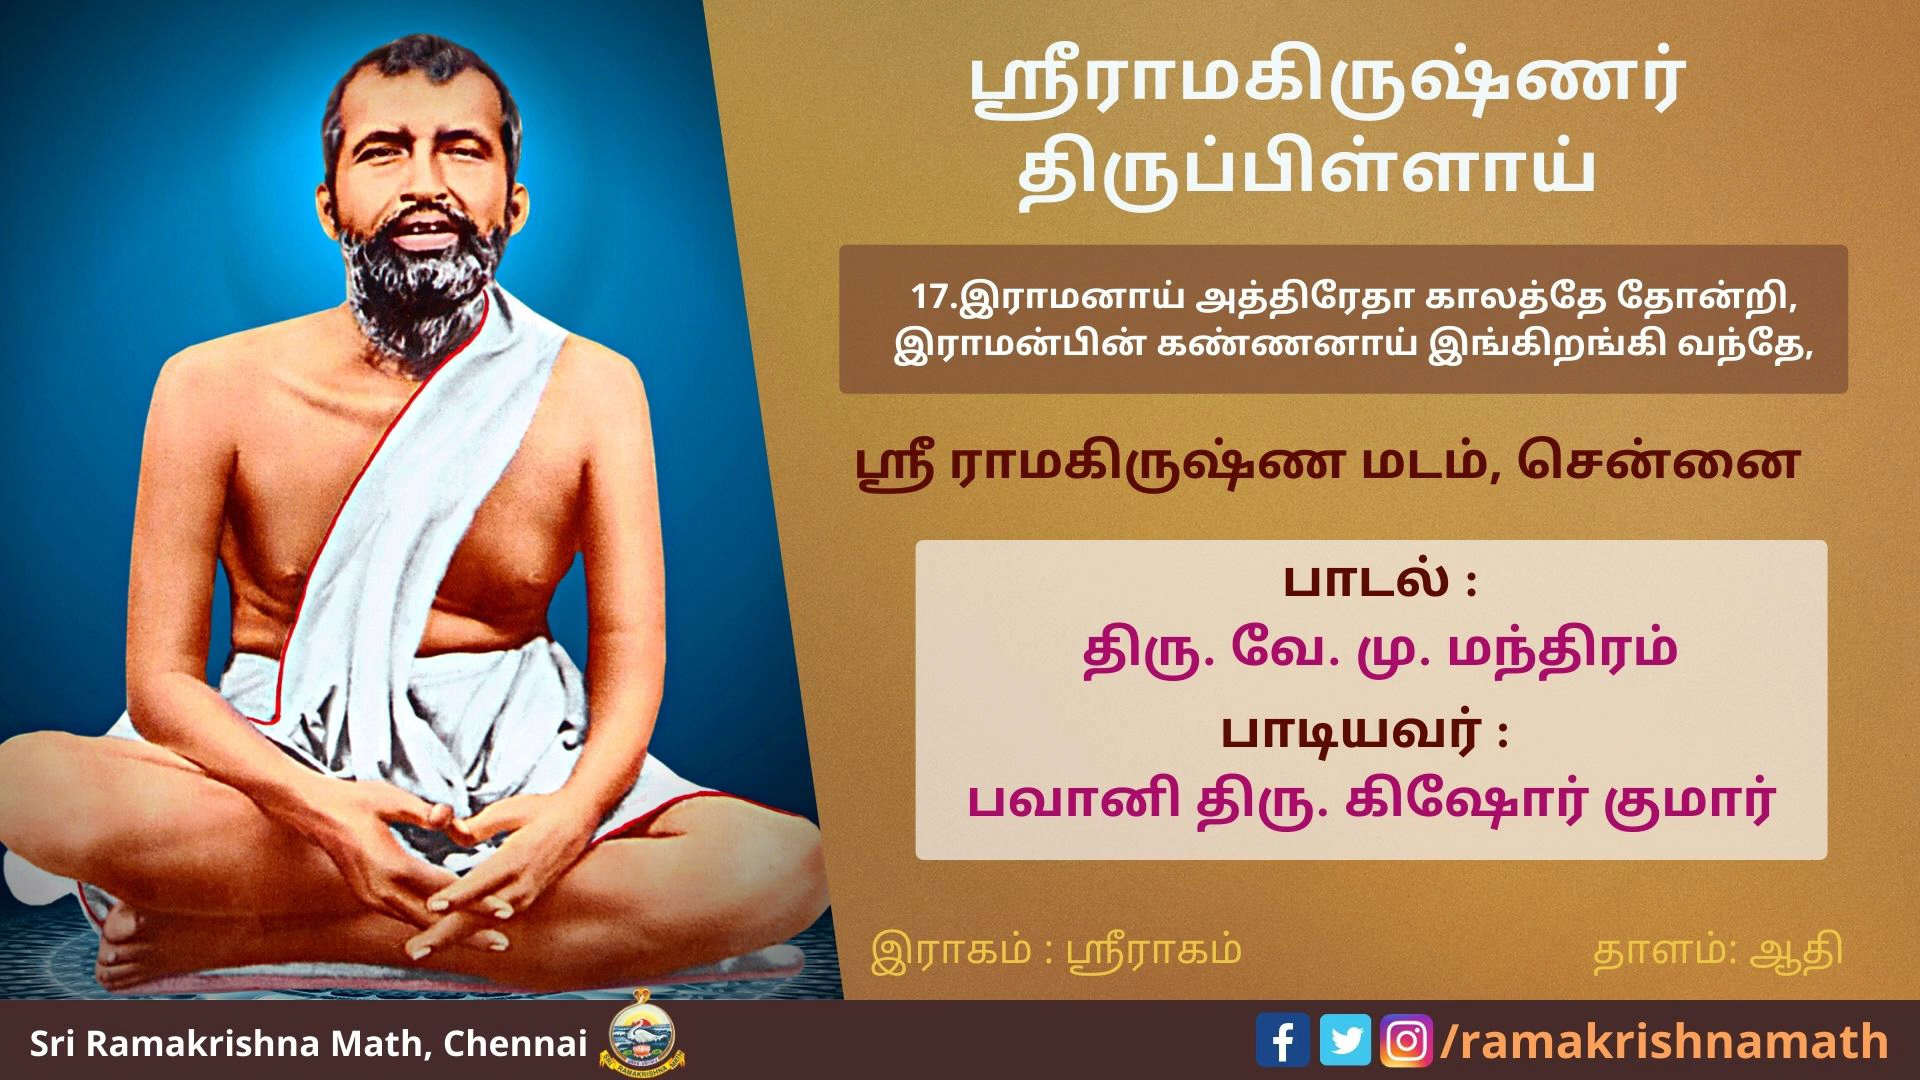 ஸ்ரீராமகிருஷ்ணர்
திருப்பிள்ளாய்
17.இராமனாய் அத்திரேதா காலத்தே தோன்றி,
இராமன்பின் கண்ணனாய் இங்கிறங்கி வந்தே,
ஸ்ரீ ராமகிருஷ்ண மடம், சென்னை
பாடல் :
திரு. வே. மு. மந்திரம்
பாடியவர் :
பவானி திரு. கிஷோர் குமார்
இராகம் : ஸ்ரீராகம்
தாளம்: ஆதி
Sri Ramakrishna Math, Chennai
/ramakrishnamath